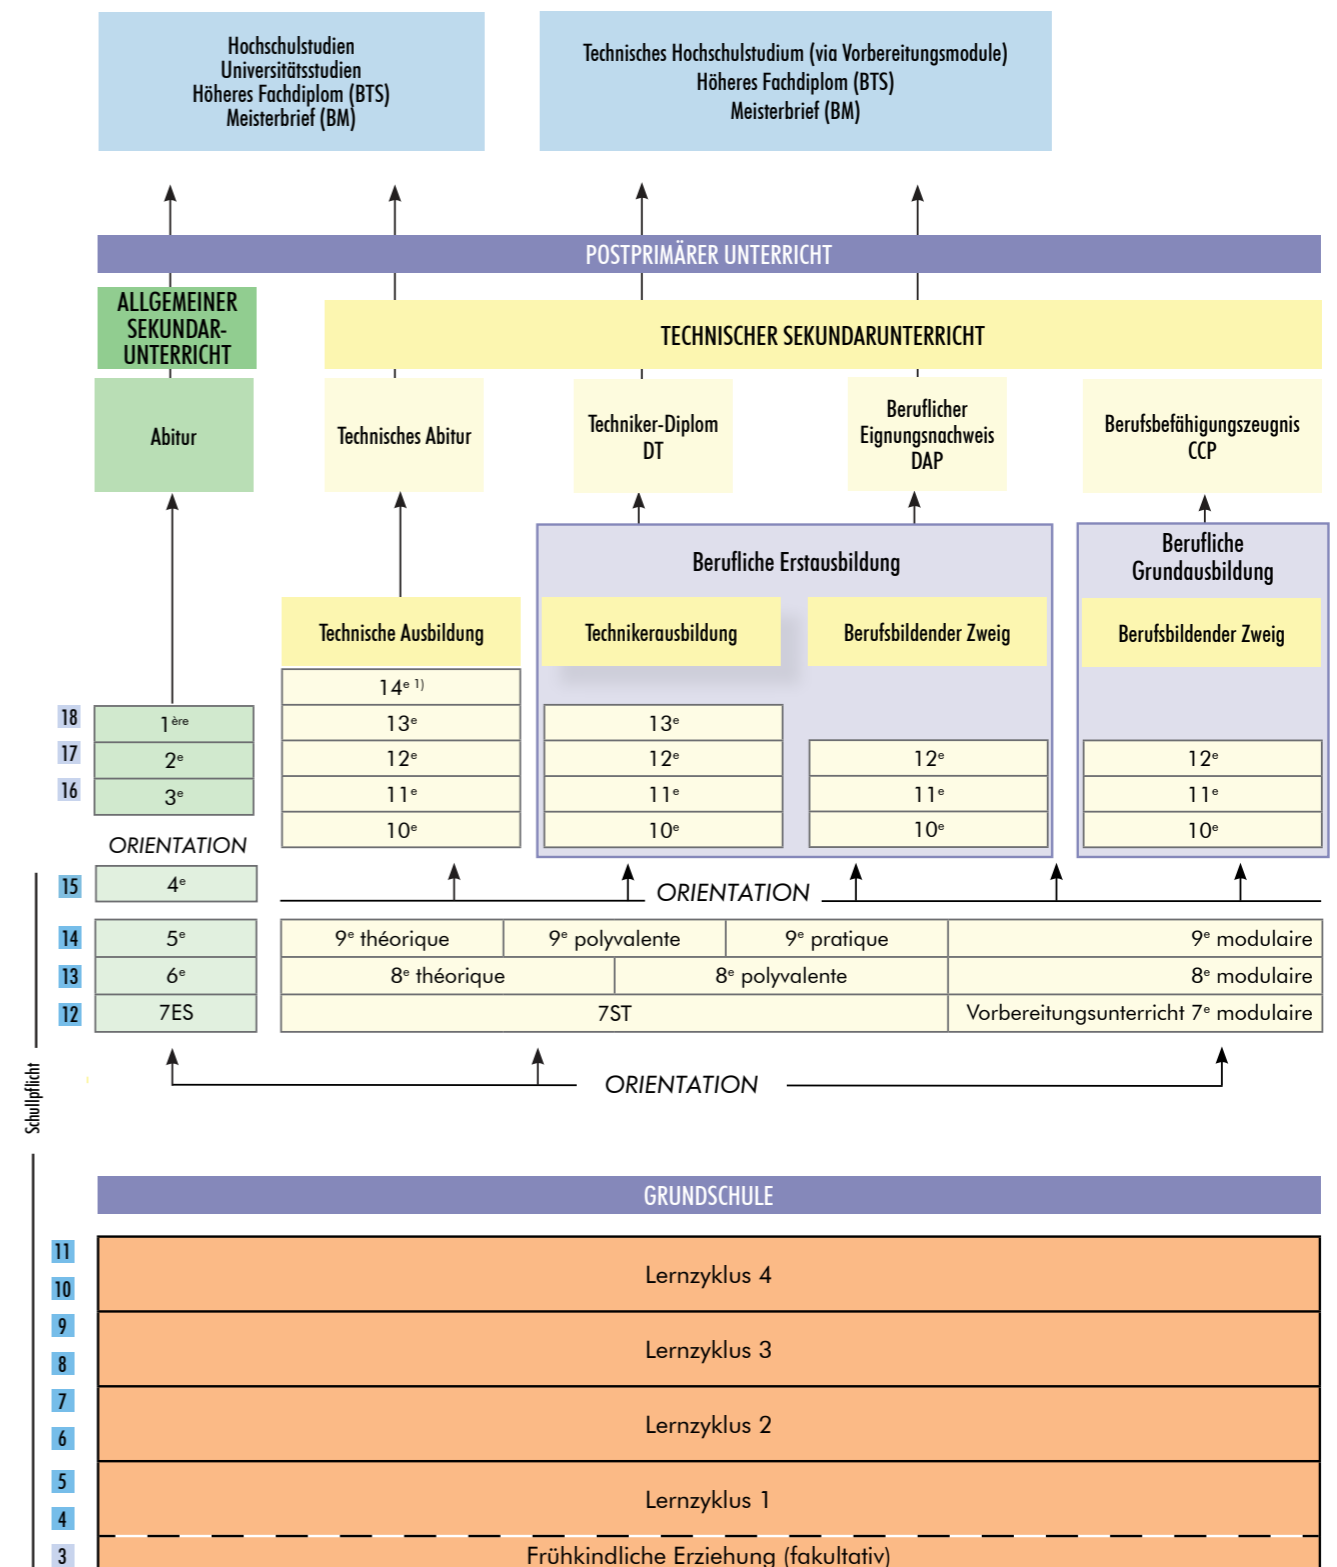 Hochschulstudien
Universitätsstudien
Höheres Fachdiplom (BTS)
Meisterbrief (BM)
Technisches Hochschulstudium (via Vorbereitungsmodule)
Höheres Fachdiplom (BTS)
Meisterbrief (BM)
POSTPRIMÄRER UNTERRICHT
ALLGEMEINER
SEKUNDAR-
UNTERRICHT
TECHNISCHER SEKUNDARUNTERRICHT
Abitur
Technisches Abitur
Techniker-Diplom
DT
Beruflicher
Eignungsnachweis
DAP
Berufsbefähigungszeugnis
CCP
Berufliche Erstausbildung
Berufliche
Grundausbildung
Technische Ausbildung
Technikerausbildung
Berufsbildender Zweig
Berufsbildender Zweig
14e 1)
18 1ère 13e 13e
17 2e 12e 12e 12e 12e
16 3e 11e 11e 11e 11e
10e 10e 10e 10e
ORIENTATION
15 4e
ORIENTATION
14 5e 9e théorique 9e polyvalente 9e pratique 9e modulaire
13 6e 8e théorique 8e polyvalente 8e modulaire
12 7ES 7ST Vorbereitungsunterricht 7e modulaire
ORIENTATION
Schullpflicht
GRUNDSCHULE
11
Lernzyklus 4
10
9
Lernzyklus 3
8
7
Lernzyklus 2
6
5
Lernzyklus 1
4
3 Frühkindliche Erziehung (fakultativ)